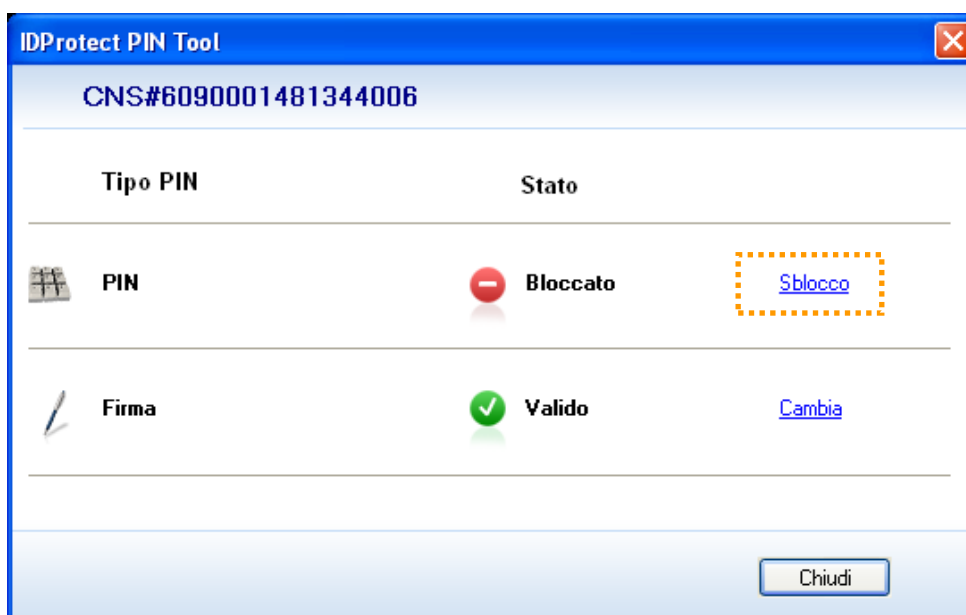 IDProtect PIN Tool
CNS#6090001481344006
Tipo PIN Stato
PIN Bloccato Sblocco
Firma Valido Cambia
Chiudi